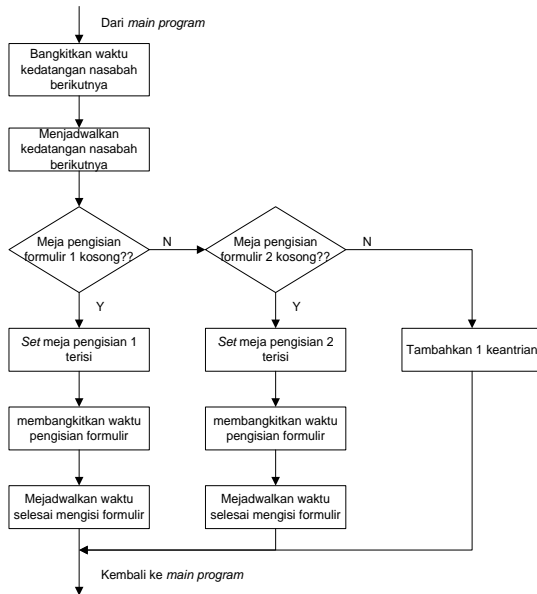 Dari main program
Bangkitkan waktu
kedatangan nasabah
berikutnya
Menjadwalkan
kedatangan nasabah
berikutnya
Meja pengisian
formulir 1 kosong??
N
Meja pengisian
formulir 2 kosong??
N
Y
Y
Set meja pengisian 1
terisi
Set meja pengisian 2
terisi
Tambahkan 1 keantrian
membangkitkan waktu
pengisian formulir
membangkitkan waktu
pengisian formulir
Mejadwalkan waktu
selesai mengisi formulir
Mejadwalkan waktu
selesai mengisi formulir
Kembali ke main program